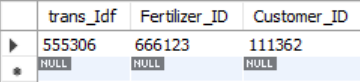 trans_Idf Fertilizer_ID Customer_ID
555306 666123 111362
NULL NULL NULL